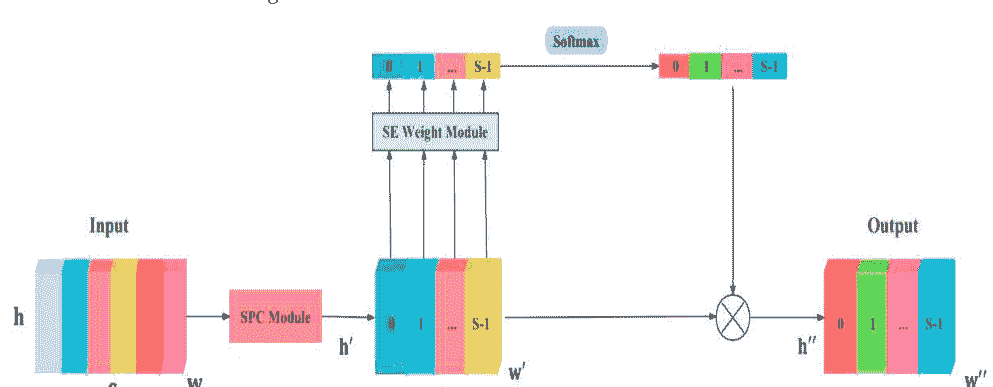 Softmax
0 1 ... S-1
0 1 ... S-1
SE Weight Module
Input
Output
h
SPC Module
h′
0 1 ... S-1
h′′
0 1 ... S-1
w
w′
w′′